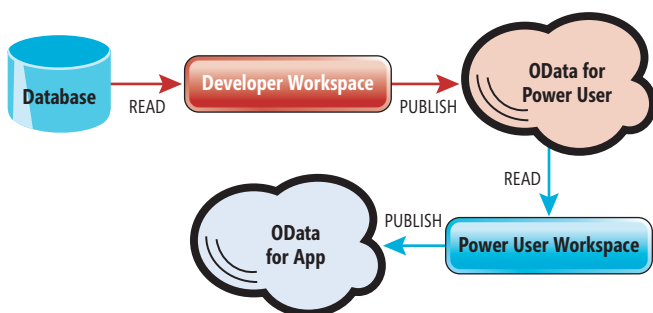 Database
READ
Developer Workspace
PUBLISH
OData for
Power User
READ
Power User Workspace
PUBLISH
OData
for App